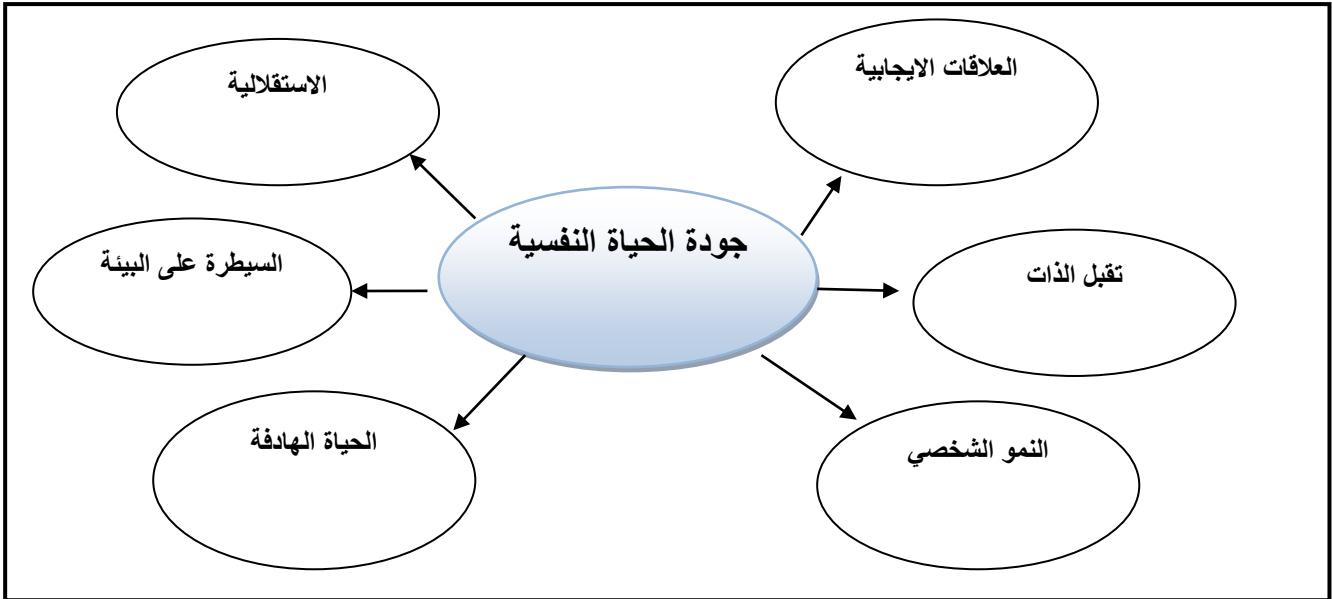 العلاقات الايجابية
الاستقلالية
جودة الحياة النفسية
السيطرة على البيئة
تقبل الذات
الحياة الهادفة
النمو الشخصي